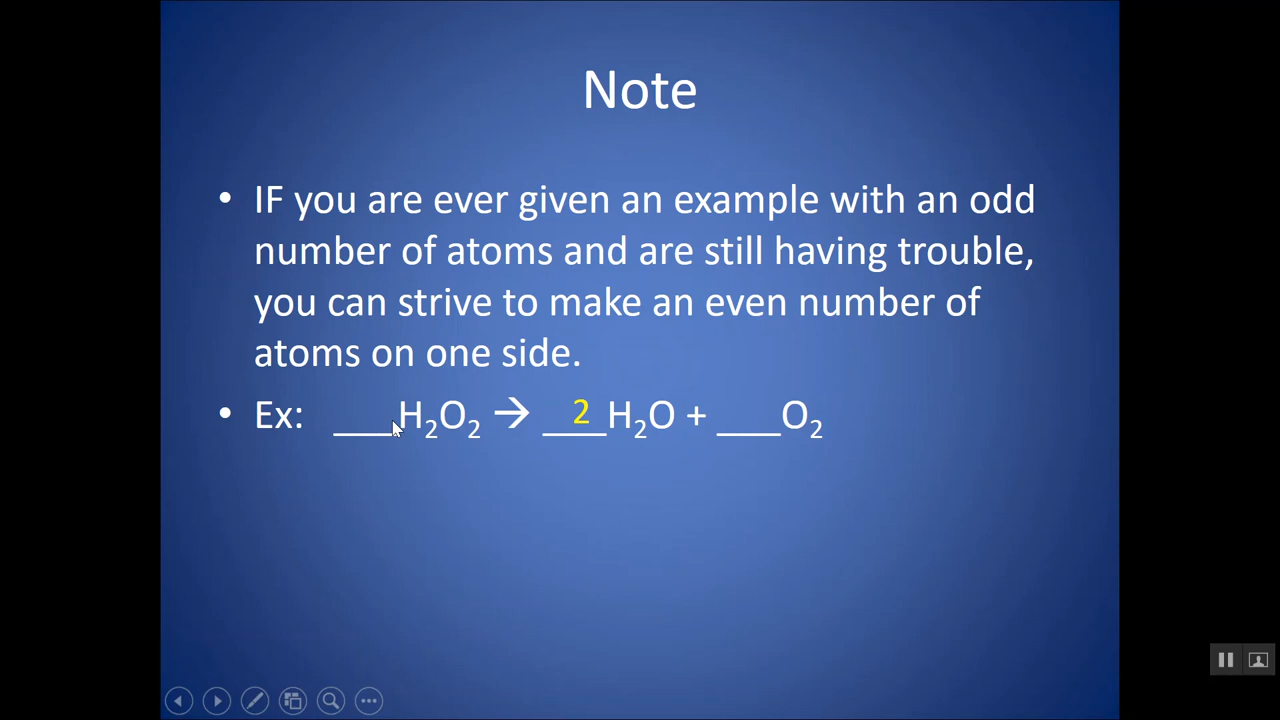 Note
• IF you are ever given an example with an odd
number of atoms and are still having trouble,
you can strive to make an even number of
atoms on one side.
• Ex: ___H₂O₂ → _2_H₂O + ___O₂